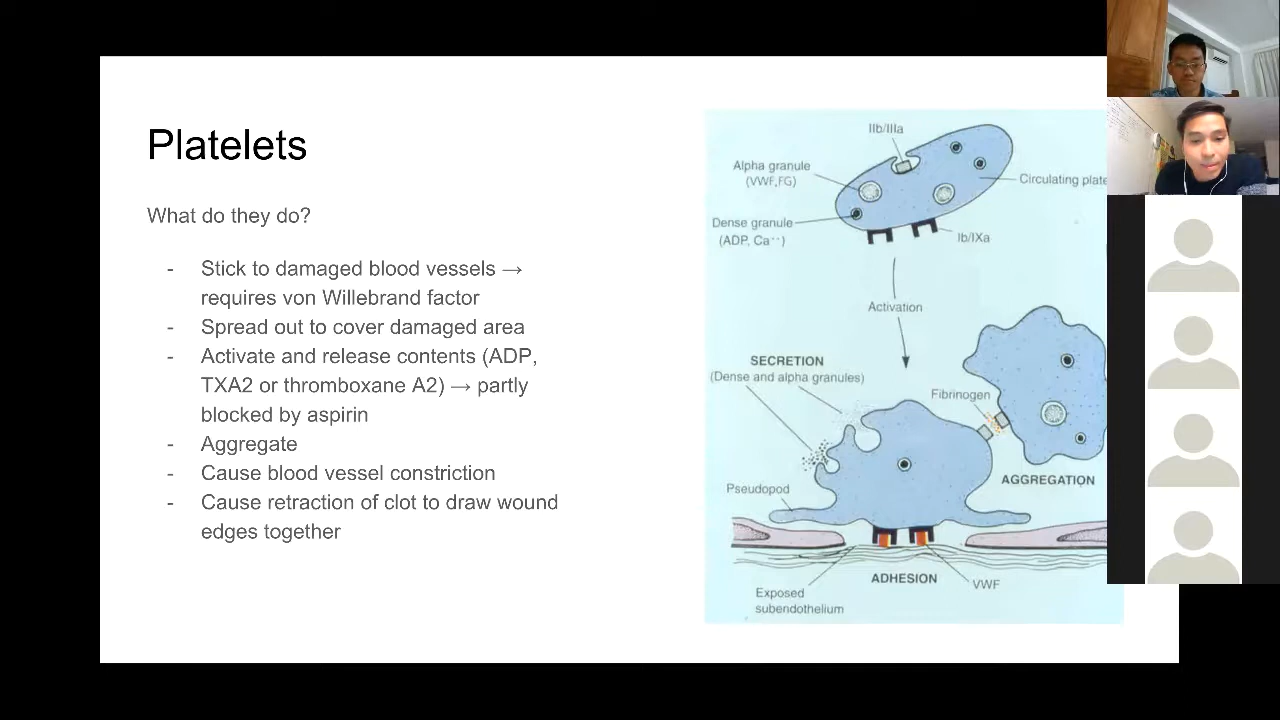 Platelets
What do they do?
- Stick to damaged blood vessels →
requires von Willebrand factor
- Spread out to cover damaged area
- Activate and release contents (ADP,
TXA2 or thromboxane A2) → partly
blocked by aspirin
- Aggregate
- Cause blood vessel constriction
- Cause retraction of clot to draw wound
edges together
IIb/IIIa
Alpha granule
(VWF,FG)
Circulating plate
Dense granule
(ADP, Ca⁺⁺)
Ib/IXa
Activation
SECRETION
(Dense and alpha granules)
Fibrinogen
AGGREGATION
Pseudopod
ADHESION
VWF
Exposed
subendothelium